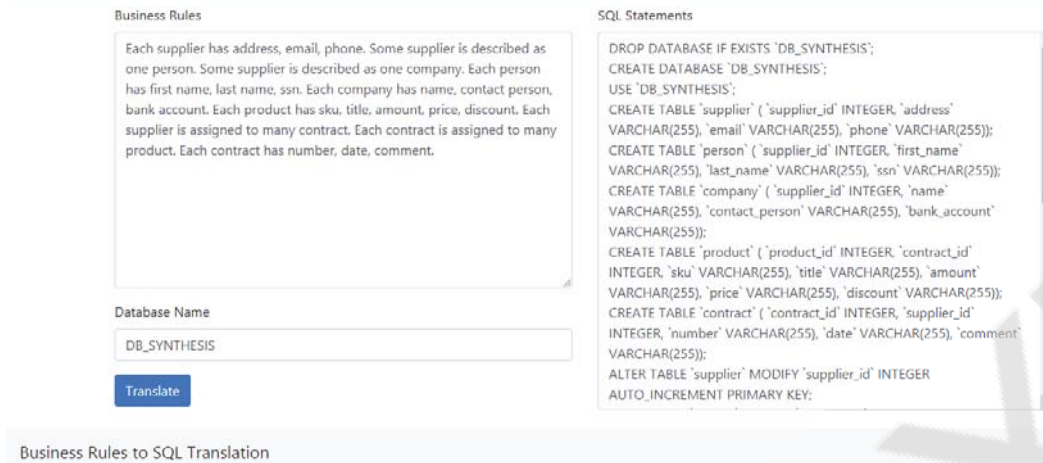 Business Rules
Each supplier has address, email, phone. Some supplier is described as
one person. Some supplier is described as one company. Each person
has first name, last name, ssn. Each company has name, contact person,
bank account. Each product has sku, title, amount, price, discount. Each
supplier is assigned to many contract. Each contract is assigned to many
product. Each contract has number, date, comment.
Database Name
DB_SYNTHESIS
Translate
SQL Statements
DROP DATABASE IF EXISTS `DB_SYNTHESIS`;
CREATE DATABASE `DB_SYNTHESIS`;
USE `DB_SYNTHESIS`;
CREATE TABLE `supplier` ( `supplier_id` INTEGER, `address`
VARCHAR(255), `email` VARCHAR(255), `phone` VARCHAR(255));
CREATE TABLE `person` ( `supplier_id` INTEGER, `first_name`
VARCHAR(255), `last_name` VARCHAR(255), `ssn` VARCHAR(255));
CREATE TABLE `company` ( `supplier_id` INTEGER, `name`
VARCHAR(255), `contact_person` VARCHAR(255), `bank_account`
VARCHAR(255));
CREATE TABLE `product` ( `product_id` INTEGER, `contract_id`
INTEGER, `sku` VARCHAR(255), `title` VARCHAR(255), `amount`
VARCHAR(255), `price` VARCHAR(255), `discount` VARCHAR(255));
CREATE TABLE `contract` ( `contract_id` INTEGER, `supplier_id`
INTEGER, `number` VARCHAR(255), `date` VARCHAR(255), `comment`
VARCHAR(255));
ALTER TABLE `supplier` MODIFY `supplier_id` INTEGER
AUTO_INCREMENT PRIMARY KEY;
Business Rules to SQL Translation